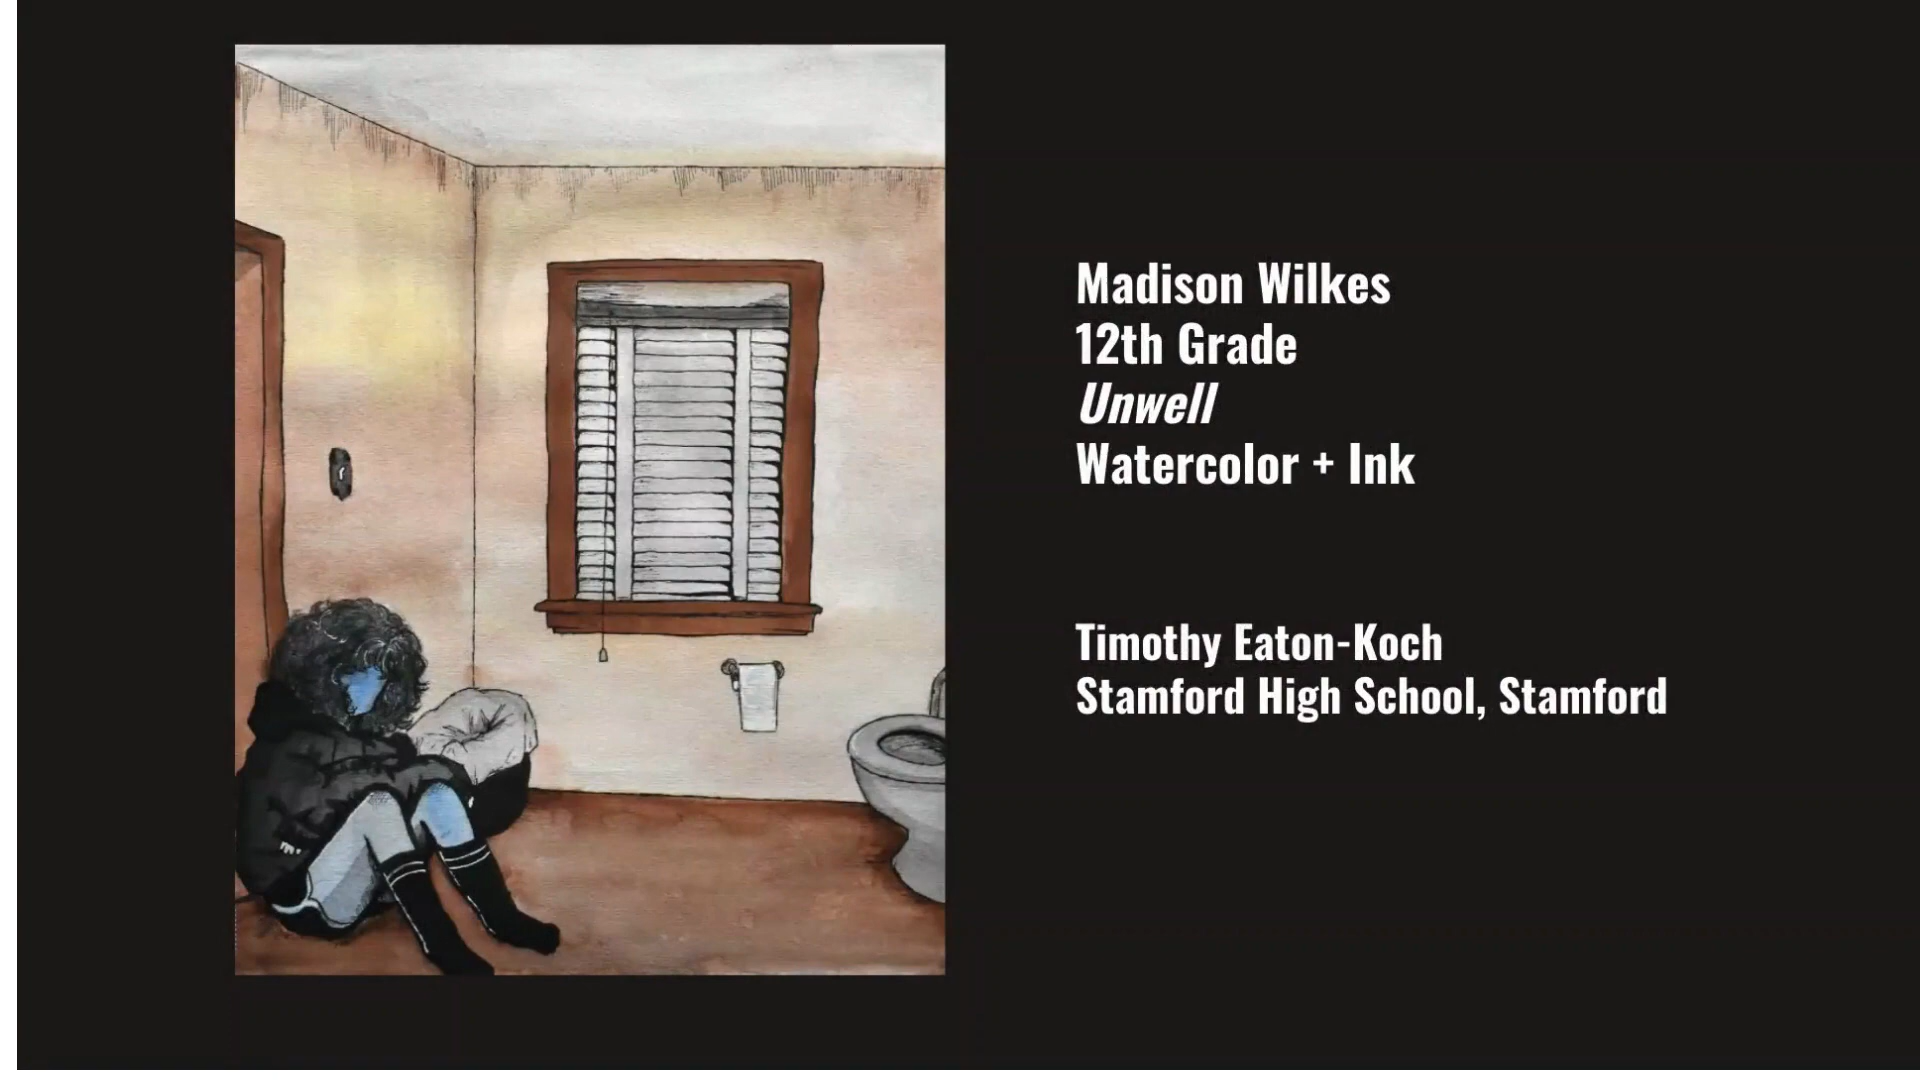 Madison Wilkes
12th Grade
Unwell
Watercolor + Ink
Timothy Eaton-Koch
Stamford High School, Stamford